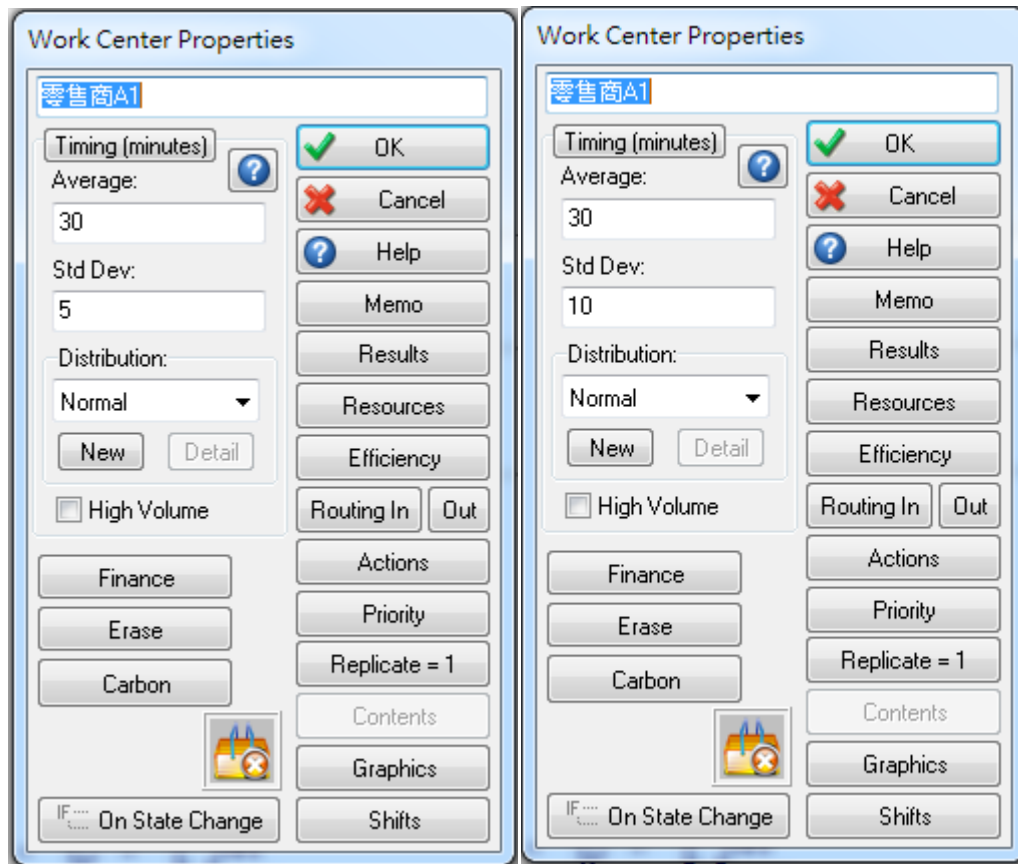 Work Center Properties
零售商A1
Timing (minutes)
OK
Average:
Cancel
30
Help
Std Dev:
Memo
5
Results
Distribution:
Normal
Resources
New
Detail
Efficiency
High Volume
Routing In
Out
Actions
Finance
Priority
Erase
Replicate = 1
Carbon
Contents
Graphics
IF
On State Change
Shifts
Work Center Properties
零售商A1
Timing (minutes)
OK
Average:
Cancel
30
Help
Std Dev:
Memo
10
Results
Distribution:
Normal
Resources
New
Detail
Efficiency
High Volume
Routing In
Out
Actions
Finance
Priority
Erase
Replicate = 1
Carbon
Contents
Graphics
IF
On State Change
Shifts